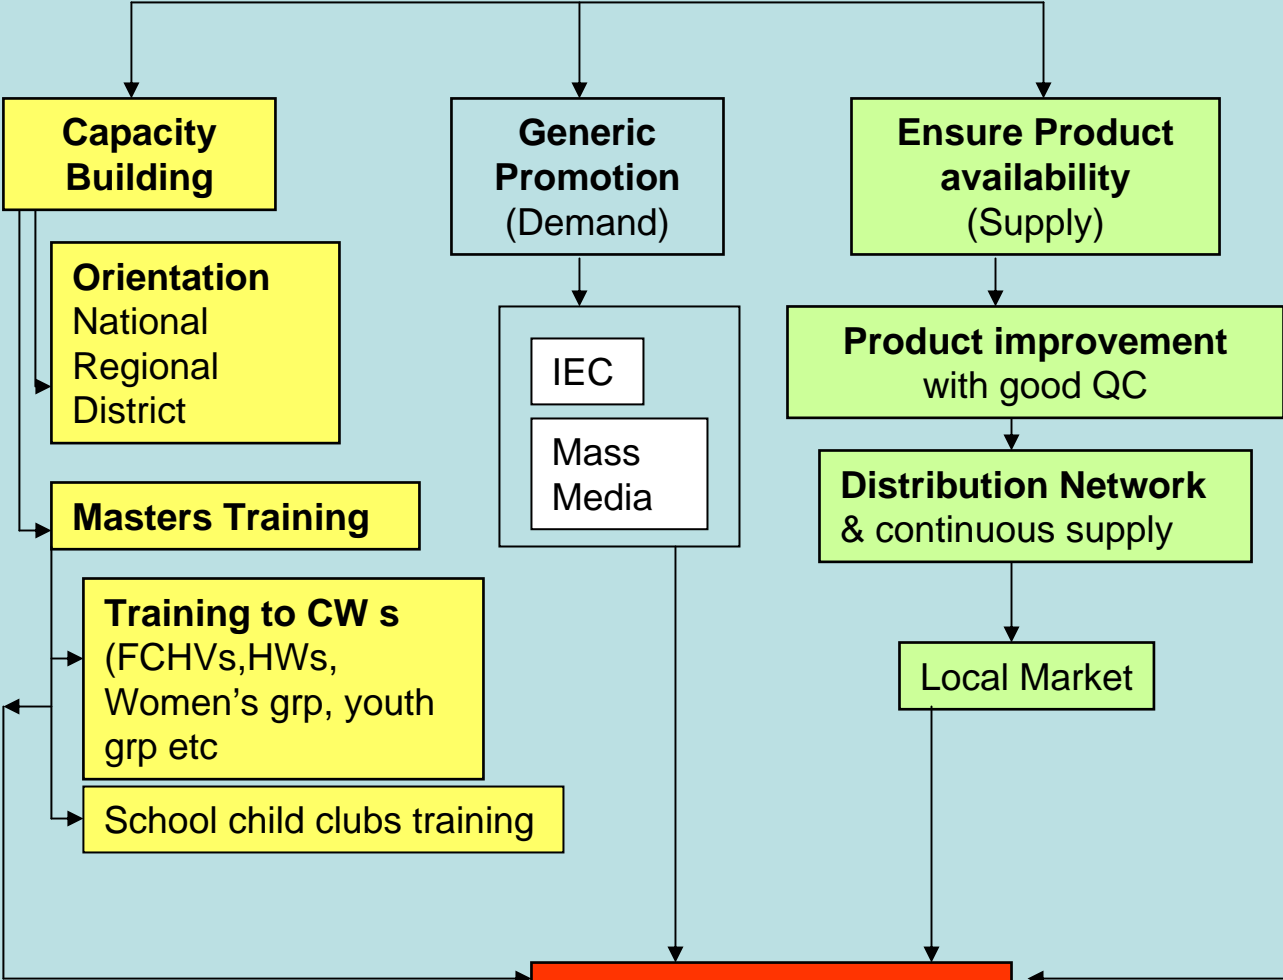 Capacity
Building
Orientation
National
Regional
District
Masters Training
Training to CW s
(FCHVs,HWs,
Women's grp, youth
grp etc
School child clubs training
Generic
Promotion
(Demand)
IEC
Mass
Media
Ensure Product
availability
(Supply)
Product improvement
with good QC
Distribution Network
& continuous supply
Local Market